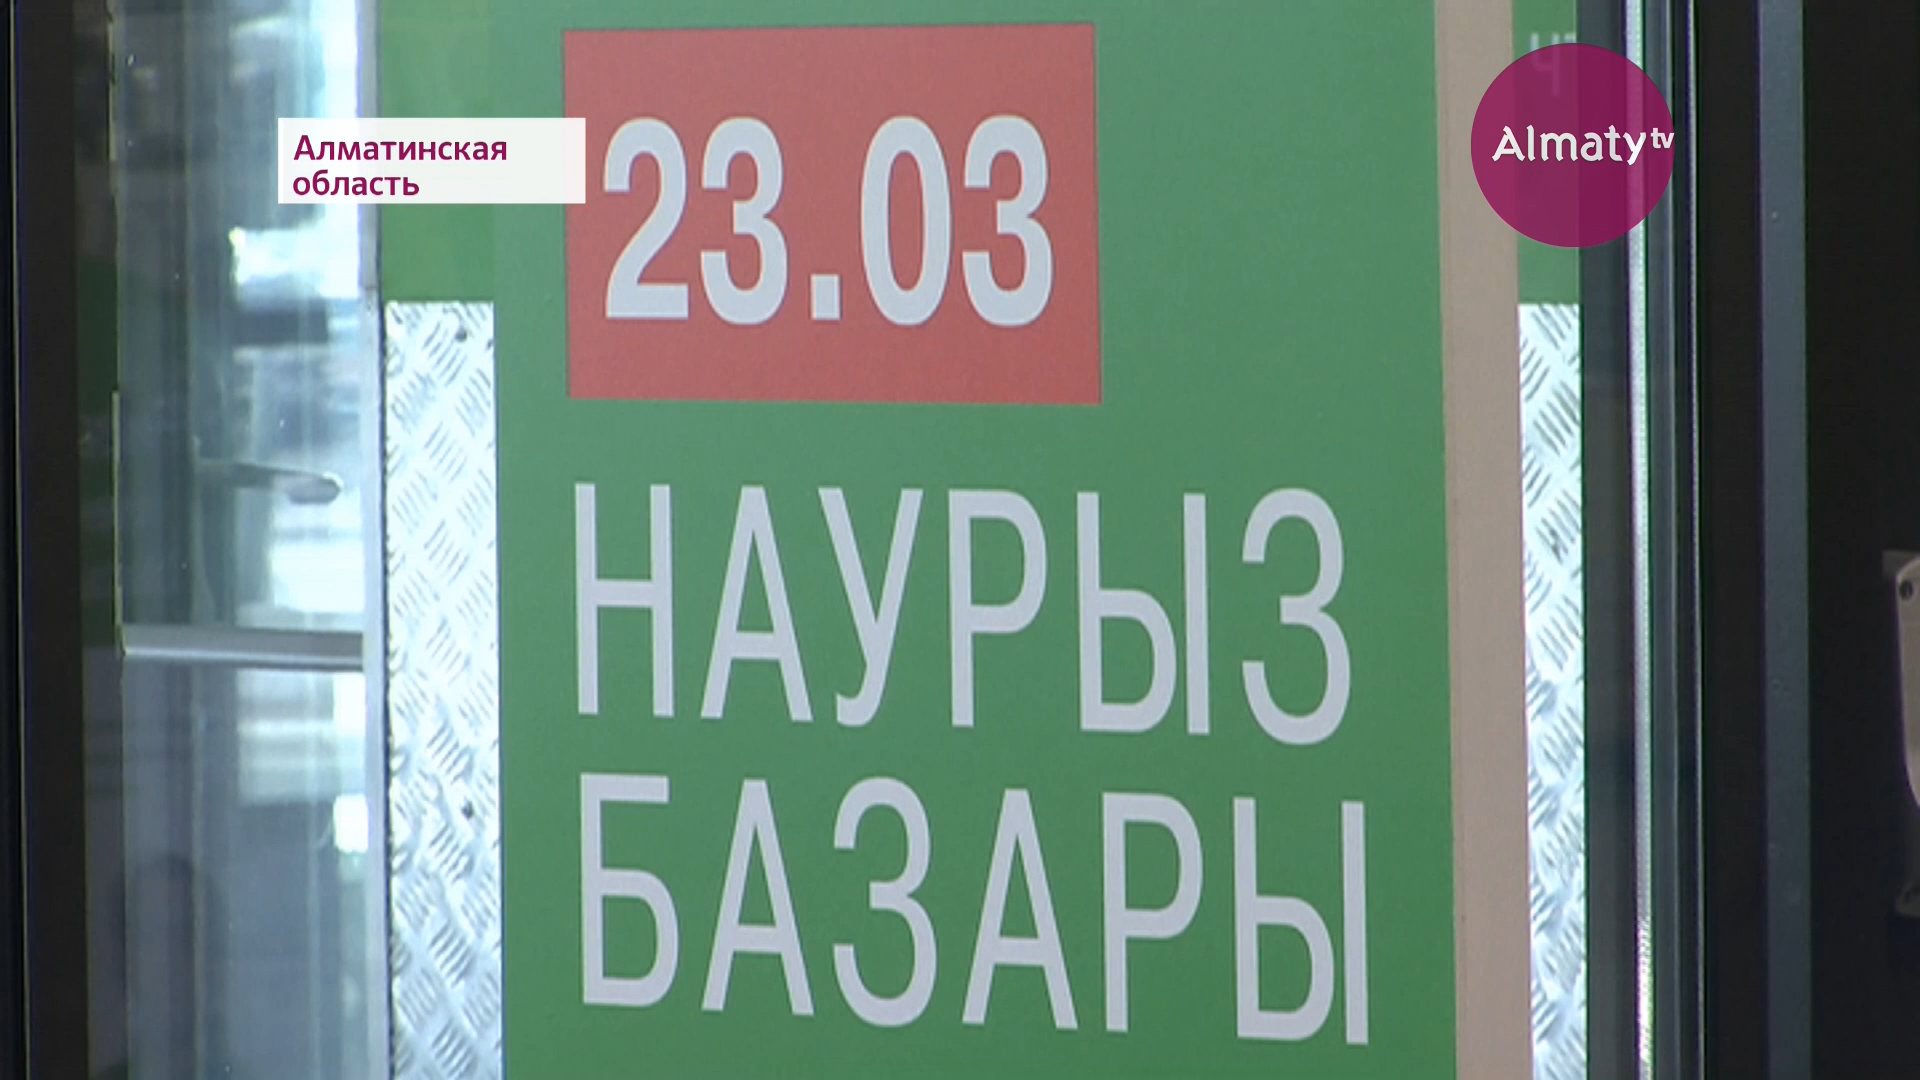 Алматинская
область
Almaty tv
23.03
НАУРЫЗ
БАЗАРЫ